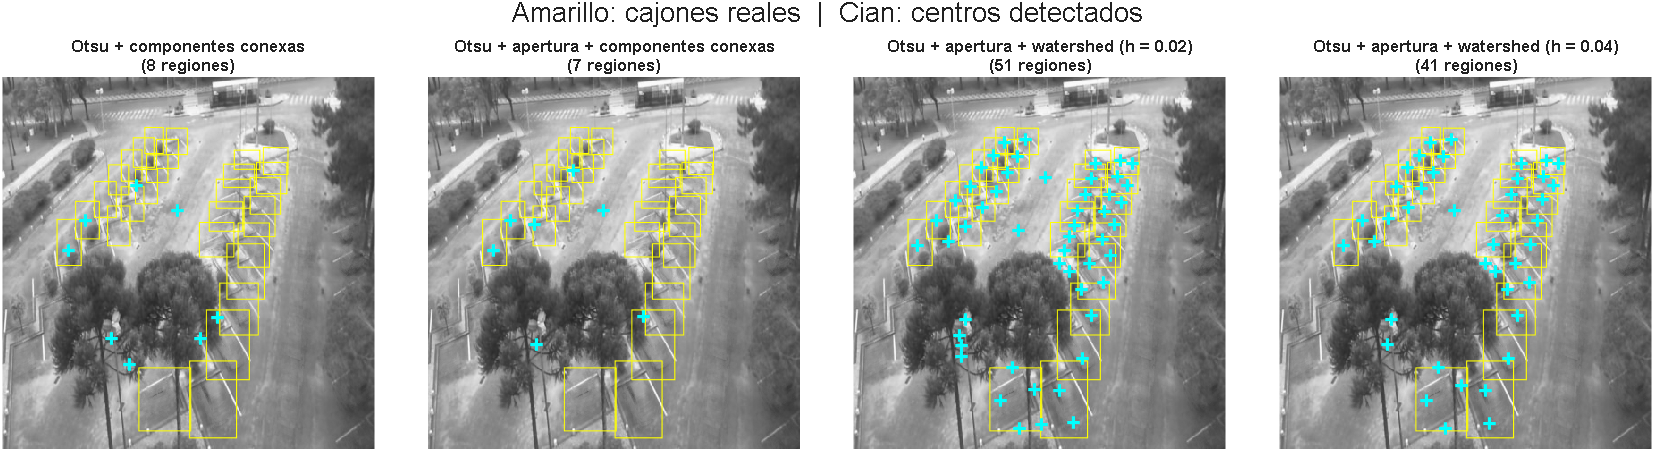 Amarillo: cajones reales | Cian: centros detectados
Otsu + componentes conexas
(8 regiones)
Otsu + apertura + componentes conexas
(7 regiones)
Otsu + apertura + watershed (h = 0.02)
(51 regiones)
Otsu + apertura + watershed (h = 0.04)
(41 regiones)